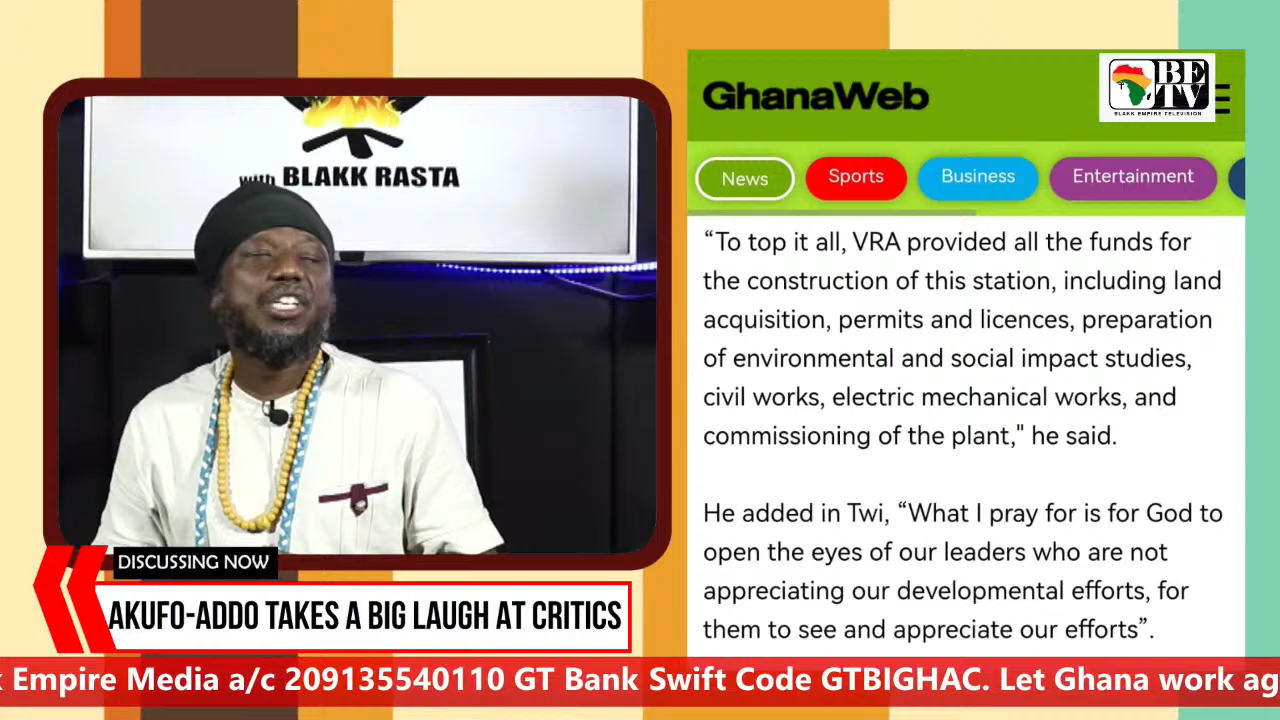 with BLAKK RASTA
DISCUSSING NOW
AKUFO-ADDO TAKES A BIG LAUGH AT CRITICS
GhanaWeb
BE
TV
BLAKK EMPIRE TELEVISION
News
Sports
Business
Entertainment
“To top it all, VRA provided all the funds for
the construction of this station, including land
acquisition, permits and licences, preparation
of environmental and social impact studies,
civil works, electric mechanical works, and
commissioning of the plant," he said.
He added in Twi, “What I pray for is for God to
open the eyes of our leaders who are not
appreciating our developmental efforts, for
them to see and appreciate our efforts”.
k Empire Media a/c 209135540110 GT Bank Swift Code GTBIGHAC. Let Ghana work ag